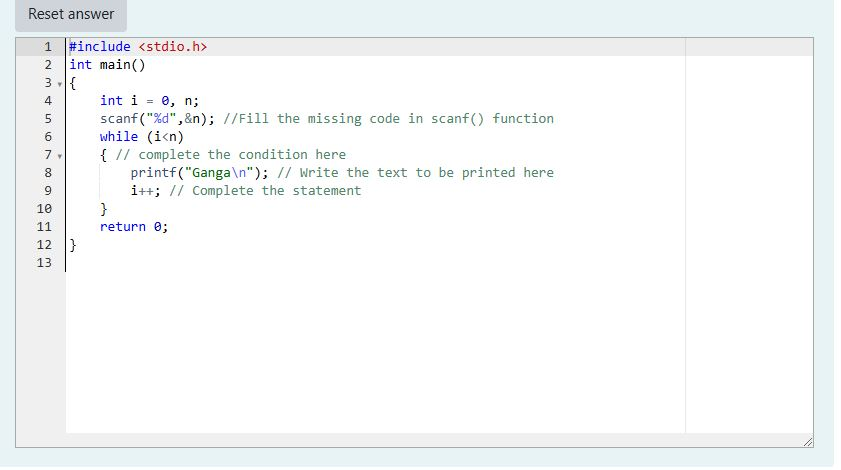 Reset answer
1 #include <stdio.h>
2 int main()
3 {
4 int i = 0, n;
5 scanf("%d",&n); //Fill the missing code in scanf() function
6 while (i<n)
7 { // complete the condition here
8 printf("Ganga\n"); // Write the text to be printed here
9 i++; // Complete the statement
10 }
11 return 0;
12 }
13